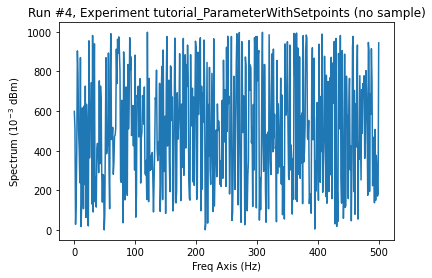 Run #4, Experiment tutorial_ParameterWithSetpoints (no sample)
1000
800
600
400
200
0
Spectrum (10⁻³ dBm)
0 100 200 300 400 500
Freq Axis (Hz)